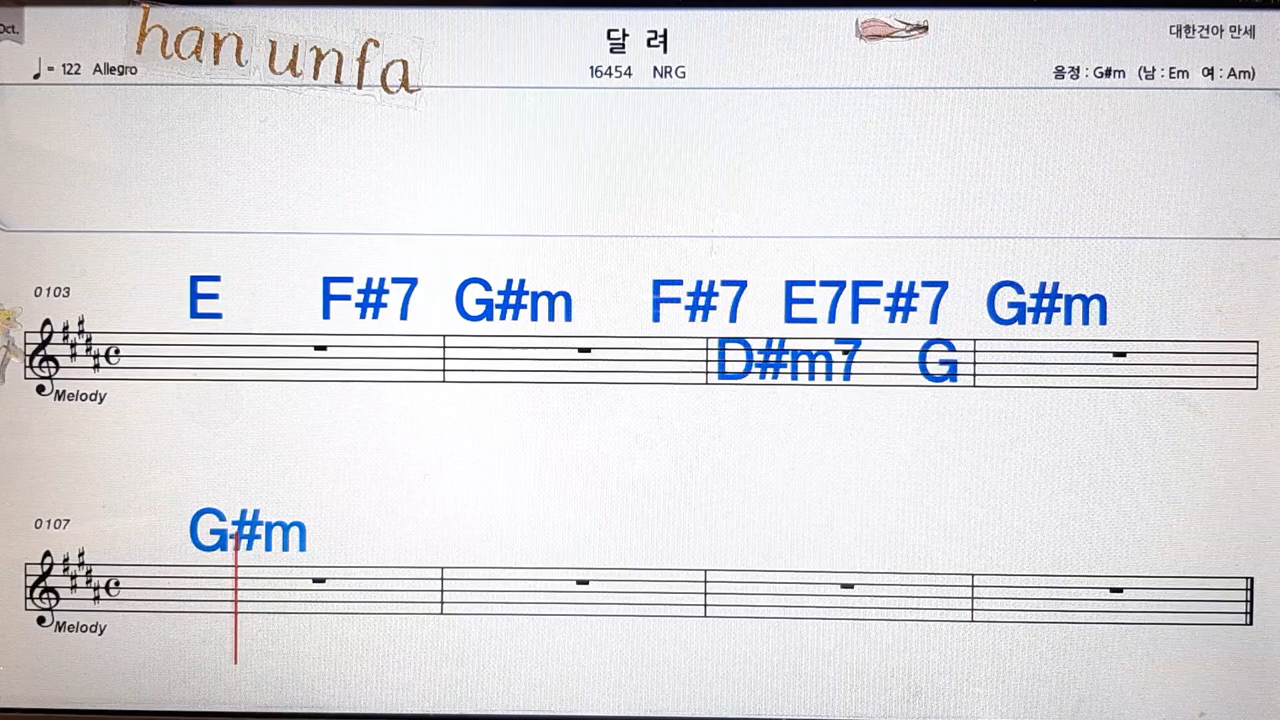 Oct.
han unfa
달 려
대한건아 만세
♩= 122 Allegro
16454 NRG
음정 : G#m (남 : Em 여 : Am)
E F#7 G#m F#7 E7F#7 G#m
0103
D#m7 G
Melody
G#m
0107
Melody